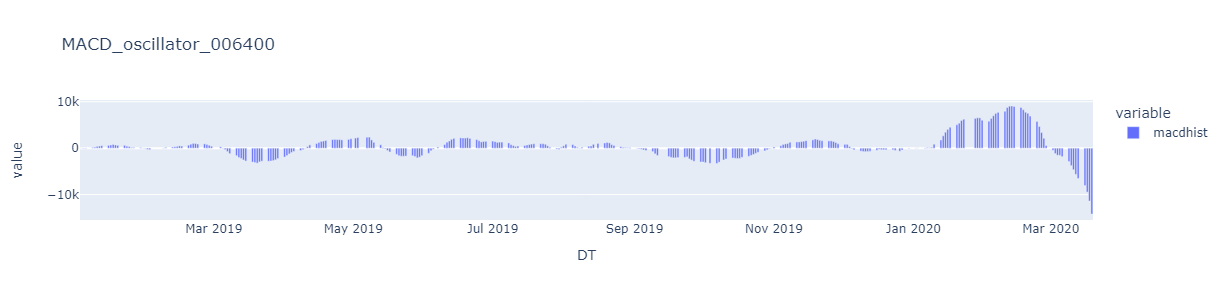 MACD_oscillator_006400
value
10k
0
−10k
Mar 2019
May 2019
Jul 2019
Sep 2019
Nov 2019
Jan 2020
Mar 2020
DT
variable
macdhist